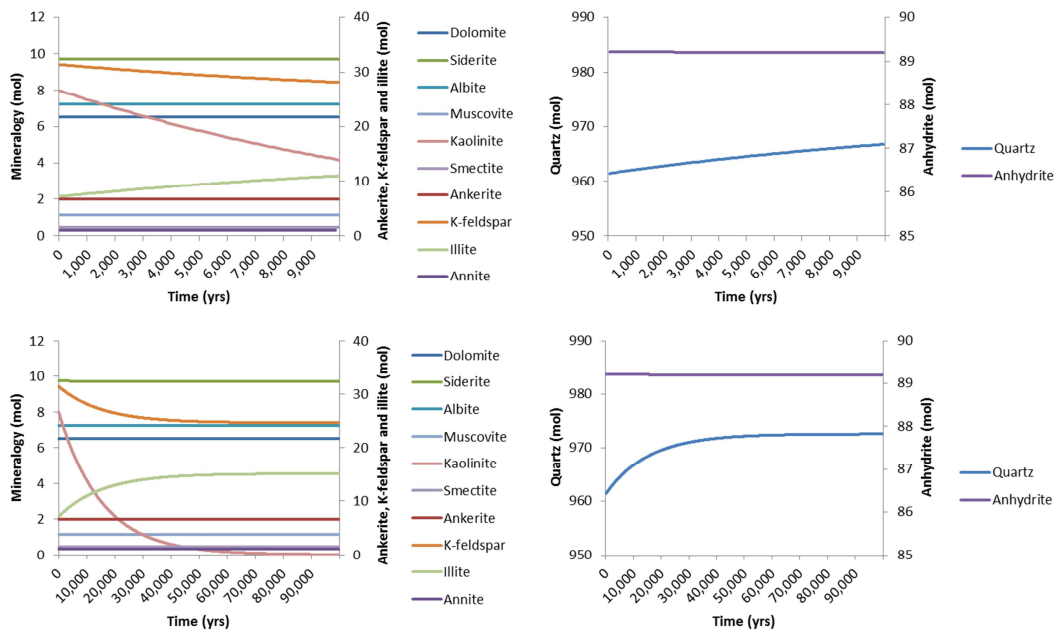 12
10
8
6
4
2
0
Mineralogy (mol)
40
30
20
10
0
Ankerite, K-feldspar and illite (mol)
0
1,000
2,000
3,000
4,000
5,000
6,000
7,000
8,000
9,000
Time (yrs)
Dolomite
Siderite
Albite
Muscovite
Kaolinite
Smectite
Ankerite
K-feldspar
Illite
Annite
990
980
970
960
950
Quartz (mol)
90
89
88
87
86
85
Anhydrite (mol)
0
1,000
2,000
3,000
4,000
5,000
6,000
7,000
8,000
9,000
Time (yrs)
Quartz
Anhydrite
12
10
8
6
4
2
0
Mineralogy (mol)
40
30
20
10
0
Ankerite, K-feldspar and illite (mol)
0
10,000
20,000
30,000
40,000
50,000
60,000
70,000
80,000
90,000
Time (yrs)
Dolomite
Siderite
Albite
Muscovite
Kaolinite
Smectite
Ankerite
K-feldspar
Illite
Annite
990
980
970
960
950
Quartz (mol)
90
89
88
87
86
85
Anhydrite (mol)
0
10,000
20,000
30,000
40,000
50,000
60,000
70,000
80,000
90,000
Time (yrs)
Quartz
Anhydrite